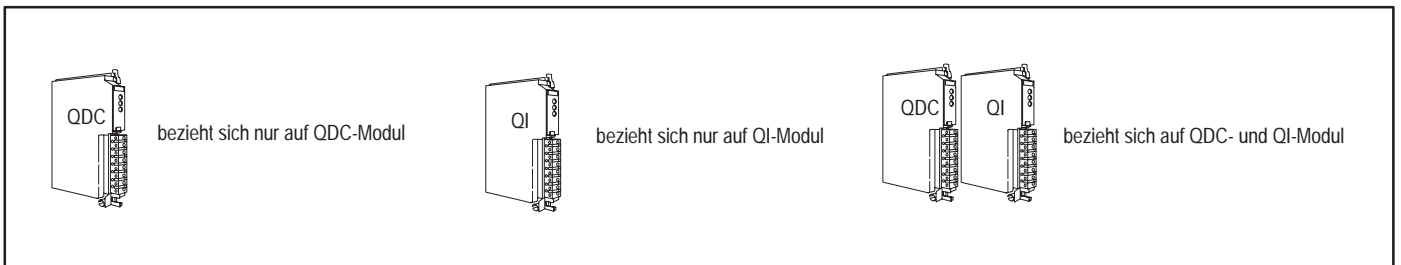 QDC
bezieht sich nur auf QDC-Modul
QI
bezieht sich nur auf QI-Modul
QDC
QI
bezieht sich auf QDC- und QI-Modul